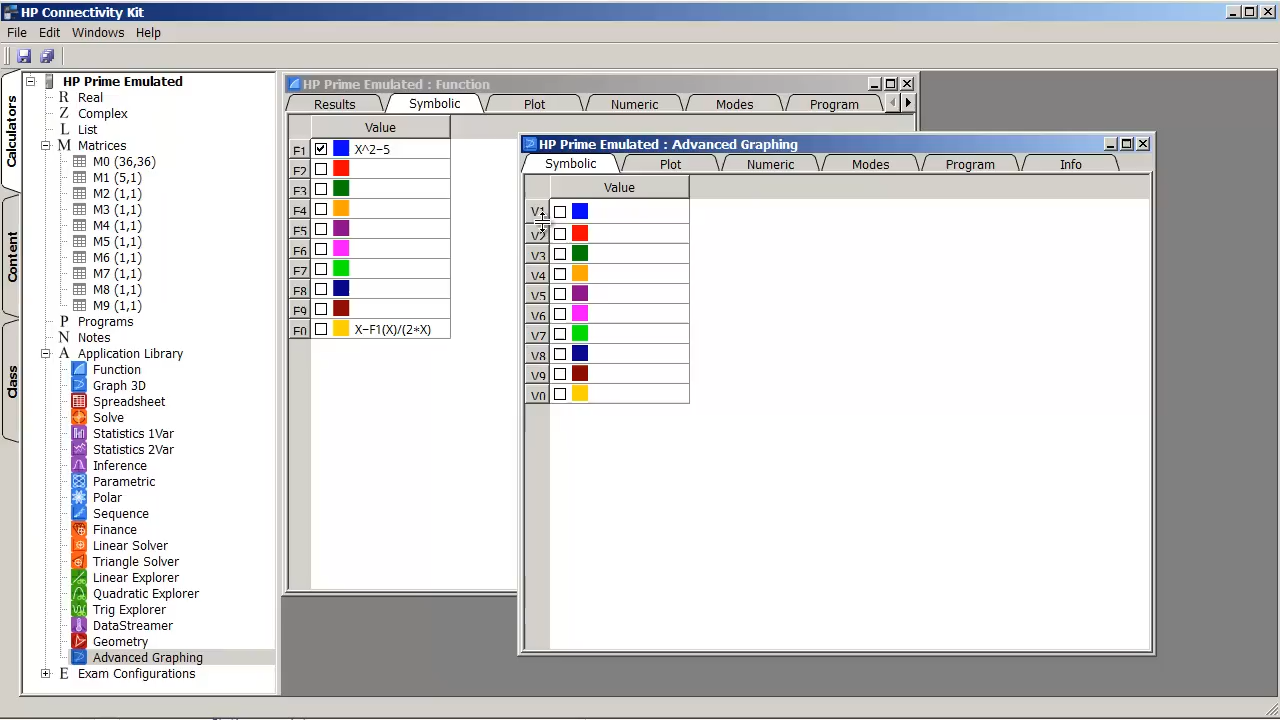 HP Connectivity Kit
File Edit Windows Help
Calculators
Content
Class
HP Prime Emulated
R Real
C Complex
L List
M Matrices
M0 (36,36)
M1 (5,1)
M2 (1,1)
M3 (1,1)
M4 (1,1)
M5 (1,1)
M6 (1,1)
M7 (1,1)
M8 (1,1)
M9 (1,1)
P Programs
N Notes
A Application Library
Function
Graph 3D
Spreadsheet
Solve
Statistics 1Var
Statistics 2Var
Inference
Parametric
Polar
Sequence
Finance
Linear Solver
Triangle Solver
Linear Explorer
Quadratic Explorer
Trig Explorer
DataStreamer
Geometry
Advanced Graphing
E Exam Configurations
HP Prime Emulated : Function
Results Symbolic Plot Numeric Modes Program
Value
F1 X^2-5
F2
F3
F4
F5
F6
F7
F8
F9
F0 X-F1(X)/(2*X)
HP Prime Emulated : Advanced Graphing
Symbolic Plot Numeric Modes Program Info
Value
V1
V2
V3
V4
V5
V6
V7
V8
V9
V0